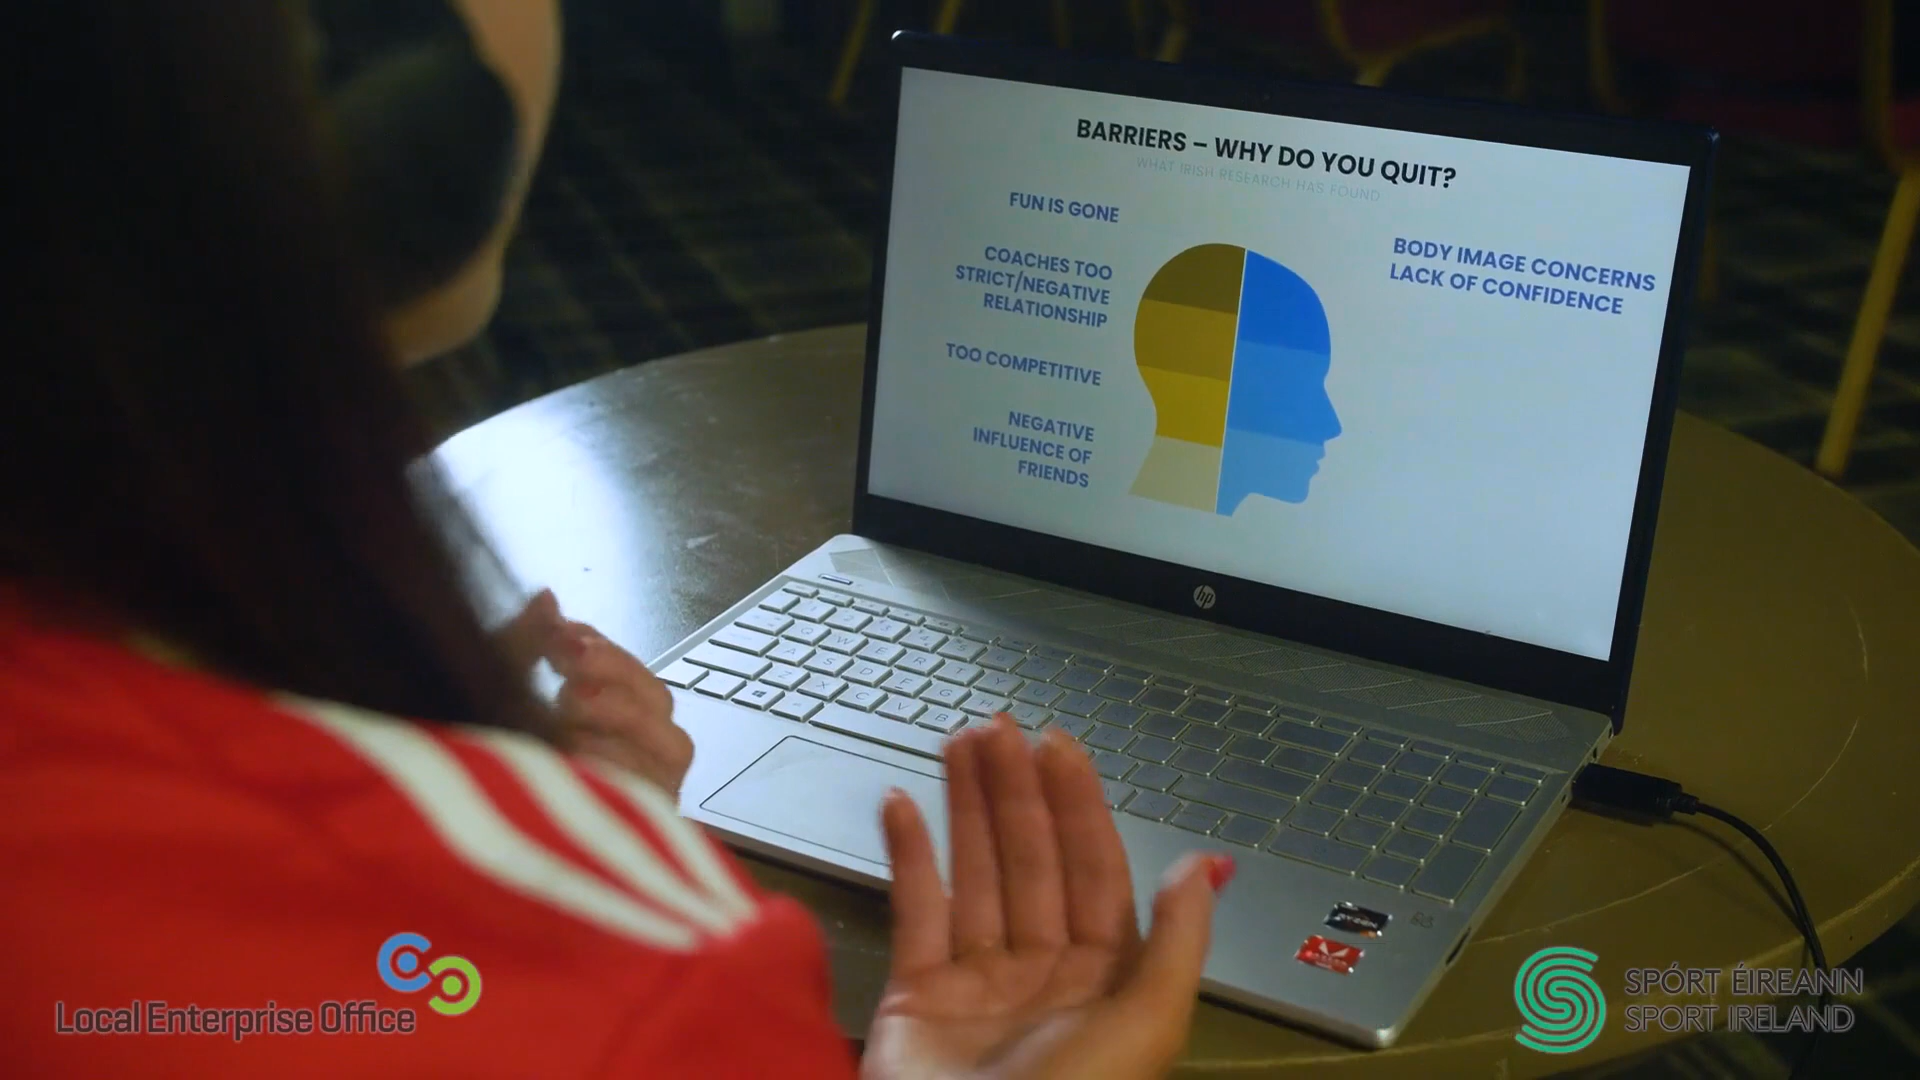 BARRIERS – WHY DO YOU QUIT?
WHAT IRISH RESEARCH HAS FOUND
FUN IS GONE
COACHES TOO
STRICT/NEGATIVE
RELATIONSHIP
TOO COMPETITIVE
NEGATIVE
INFLUENCE OF
FRIENDS
BODY IMAGE CONCERNS
LACK OF CONFIDENCE
hp
RYZEN
Local Enterprise Office
SPÓRT ÉIREANN
SPORT IRELAND